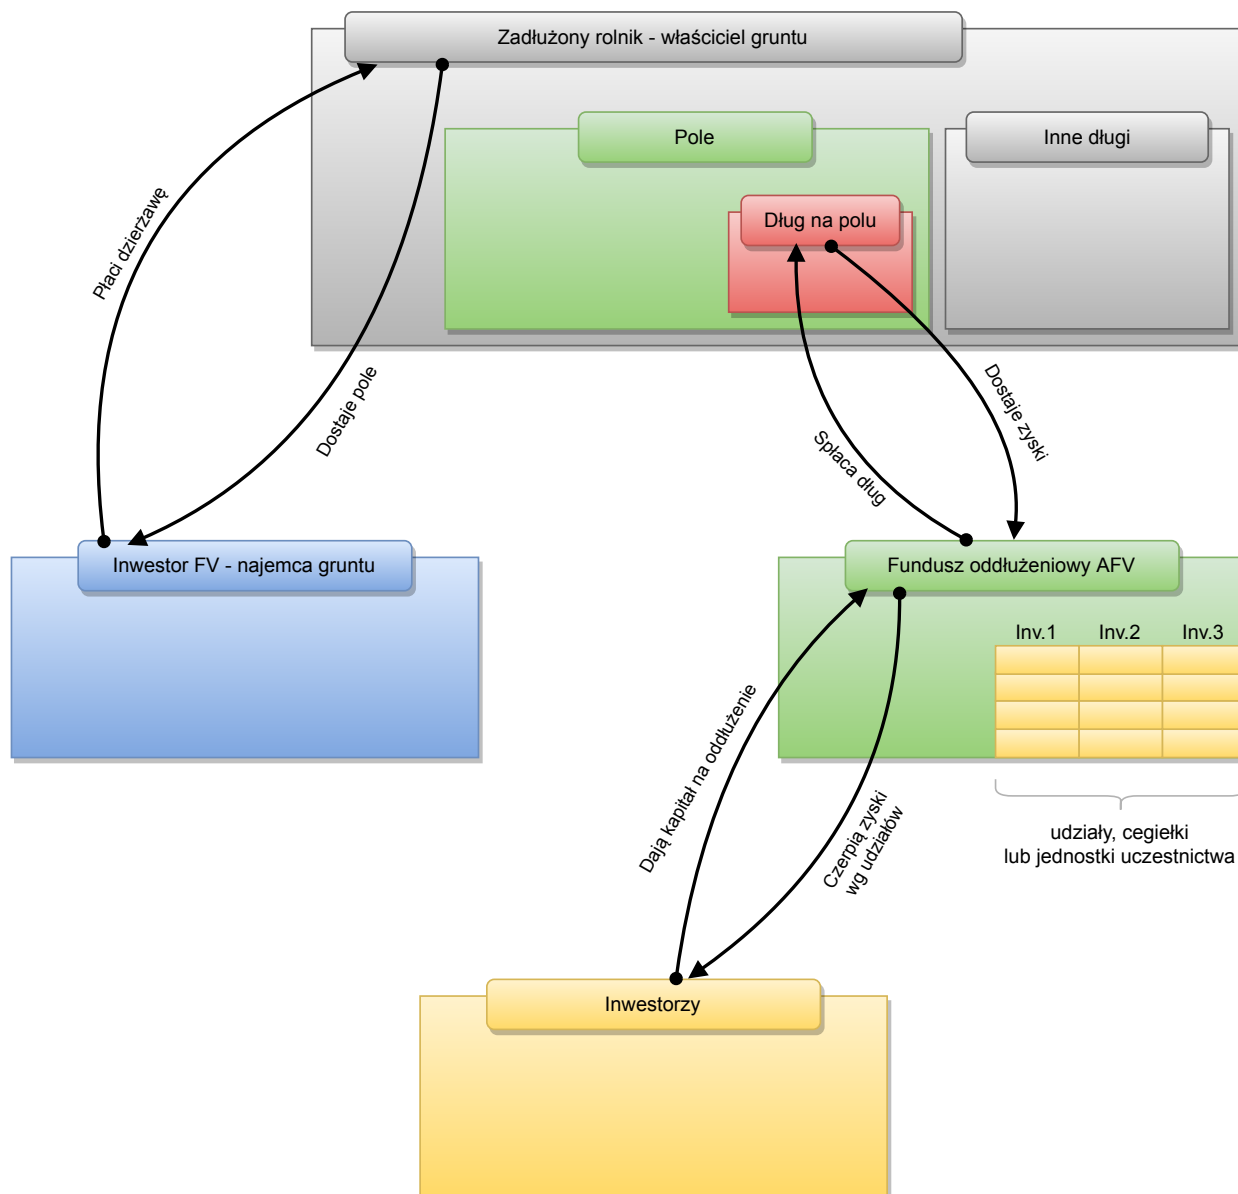 Zadłużony rolnik - właściciel gruntu
Pole
Inne długi
Dług na polu
Płaci dzierżawę
Dostaje pole
Spłaca dług
Dostaje zyski
Inwestor FV - najemca gruntu
Fundusz oddłużeniowy AFV
Inv.1 Inv.2 Inv.3
Dają kapitał na oddłużenie
Czerpią zyski
wg udziałów
udziały, cegiełki
lub jednostki uczestnictwa
Inwestorzy